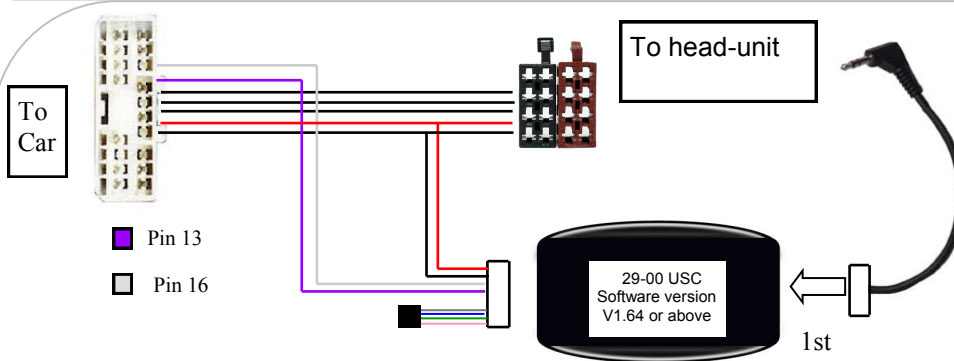 To head-unit
To
Car
Pin 13
Pin 16
29-00 USC
Software version
V1.64 or above
1st